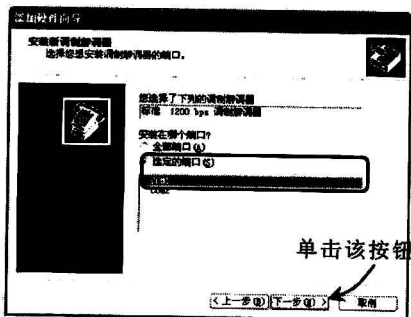 添加硬件向导
安装新调制解调器
选择您想安装调制解调器的端口。
您选择了下列的调制解调器:
标准 1200 bps 调制解调器
安装在哪个端口?
全部端口(A)
选定的端口(S)
单击该按钮
<上一步(B) 下一步(N)> 取消